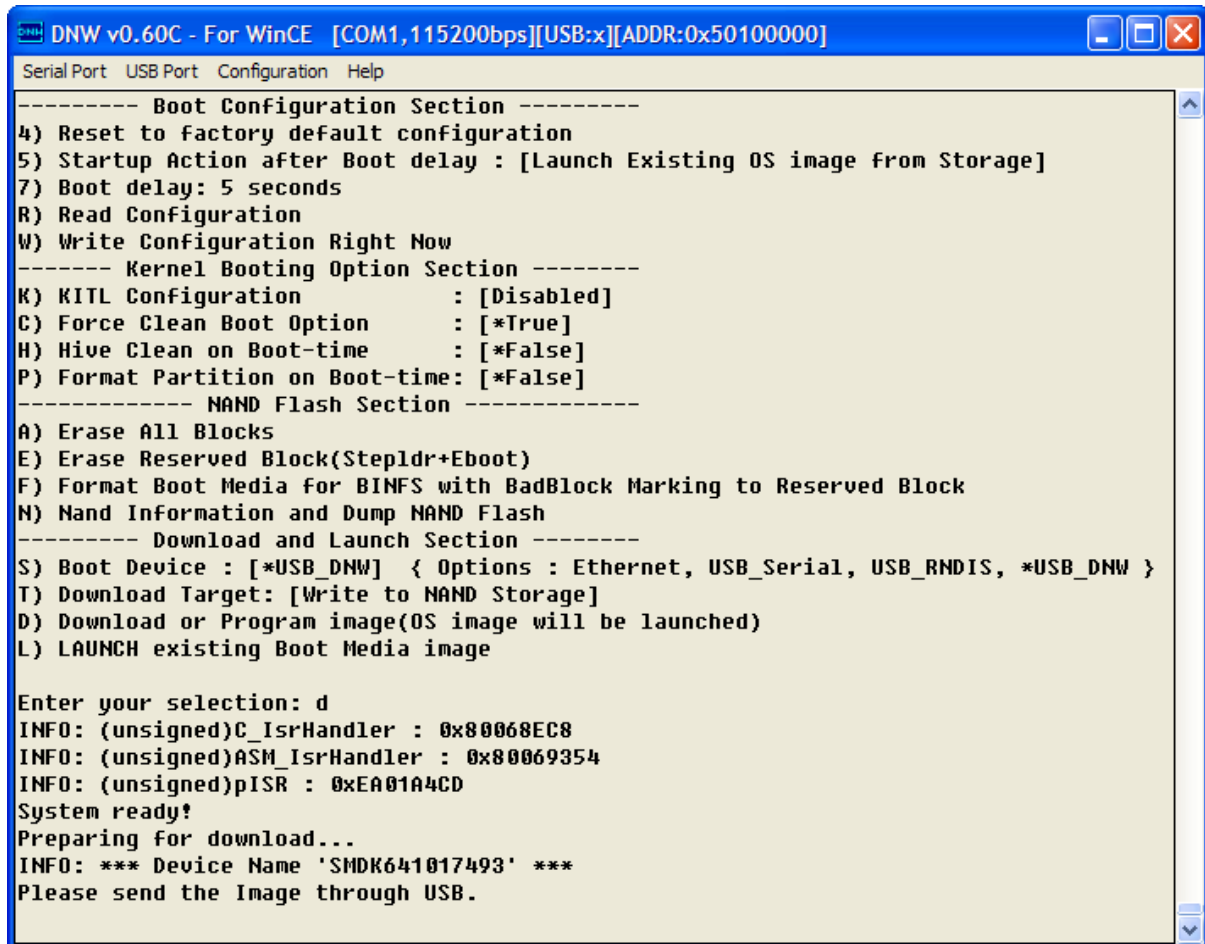 DNW v0.60C - For WinCE [COM1,115200bps][USB:x][ADDR:0x50100000]
Serial Port USB Port Configuration Help
--------- Boot Configuration Section ---------
4) Reset to factory default configuration
5) Startup Action after Boot delay : [Launch Existing OS image from Storage]
7) Boot delay: 5 seconds
R) Read Configuration
W) Write Configuration Right Now
------- Kernel Booting Option Section --------
K) KITL Configuration           : [Disabled]
C) Force Clean Boot Option      : [*True]
H) Hive Clean on Boot-time      : [*False]
P) Format Partition on Boot-time: [*False]
------------- NAND Flash Section -------------
A) Erase All Blocks
E) Erase Reserved Block(Stepldr+Eboot)
F) Format Boot Media for BINFS with BadBlock Marking to Reserved Block
N) Nand Information and Dump NAND Flash
--------- Download and Launch Section --------
S) Boot Device : [*USB_DNW]  { Options : Ethernet, USB_Serial, USB_RNDIS, *USB_DNW }
T) Download Target: [Write to NAND Storage]
D) Download or Program image(OS image will be launched)
L) LAUNCH existing Boot Media image
Enter your selection: d
INFO: (unsigned)C_IsrHandler : 0x80068EC8
INFO: (unsigned)ASM_IsrHandler : 0x80069354
INFO: (unsigned)pISR : 0xEA01A4CD
System ready!
Preparing for download...
INFO: *** Device Name 'SMDK641017493' ***
Please send the Image through USB.